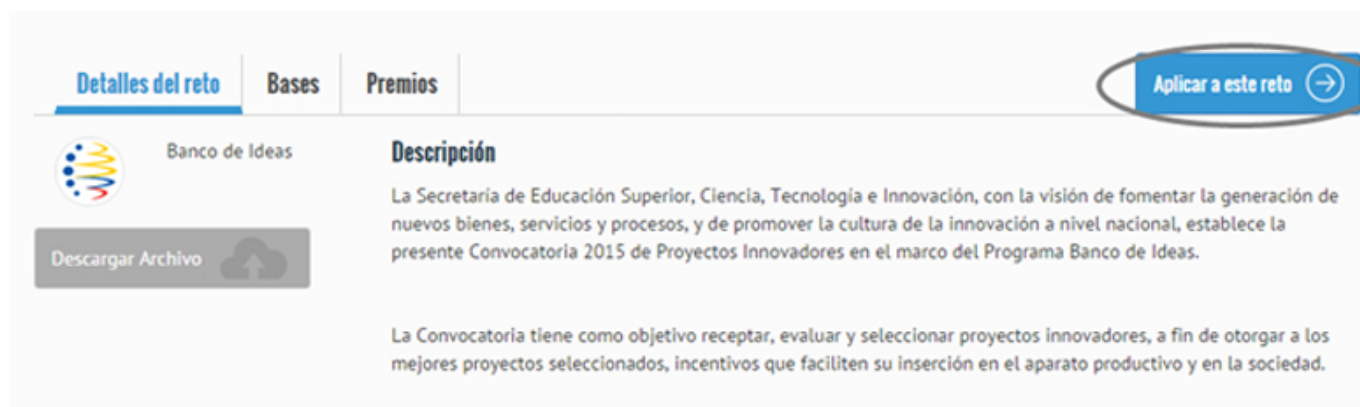 Detalles del reto
Bases
Premios
Aplicar a este reto
Banco de Ideas
Descargar Archivo
Descripción
La Secretaría de Educación Superior, Ciencia, Tecnología e Innovación, con la visión de fomentar la generación de
nuevos bienes, servicios y procesos, y de promover la cultura de la innovación a nivel nacional, establece la
presente Convocatoria 2015 de Proyectos Innovadores en el marco del Programa Banco de Ideas.
La Convocatoria tiene como objetivo receptar, evaluar y seleccionar proyectos innovadores, a fin de otorgar a los
mejores proyectos seleccionados, incentivos que faciliten su inserción en el aparato productivo y en la sociedad.